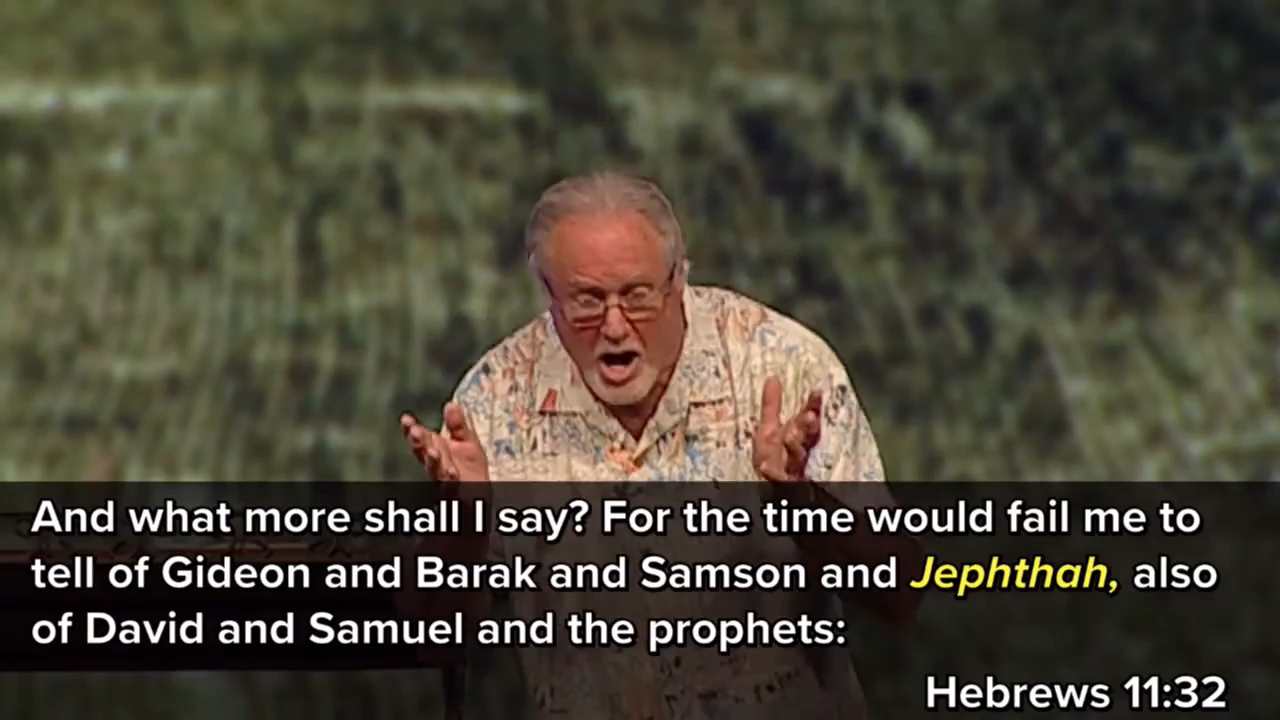 And what more shall I say? For the time would fail me to
tell of Gideon and Barak and Samson and Jephthah, also
of David and Samuel and the prophets:
Hebrews 11:32